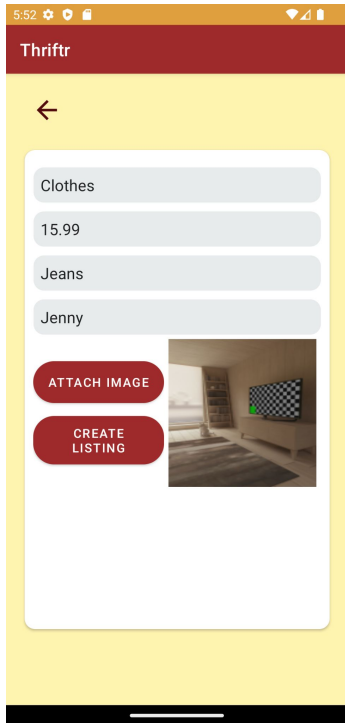 5:52
Thriftr
Clothes
15.99
Jeans
Jenny
ATTACH IMAGE
CREATE
LISTING